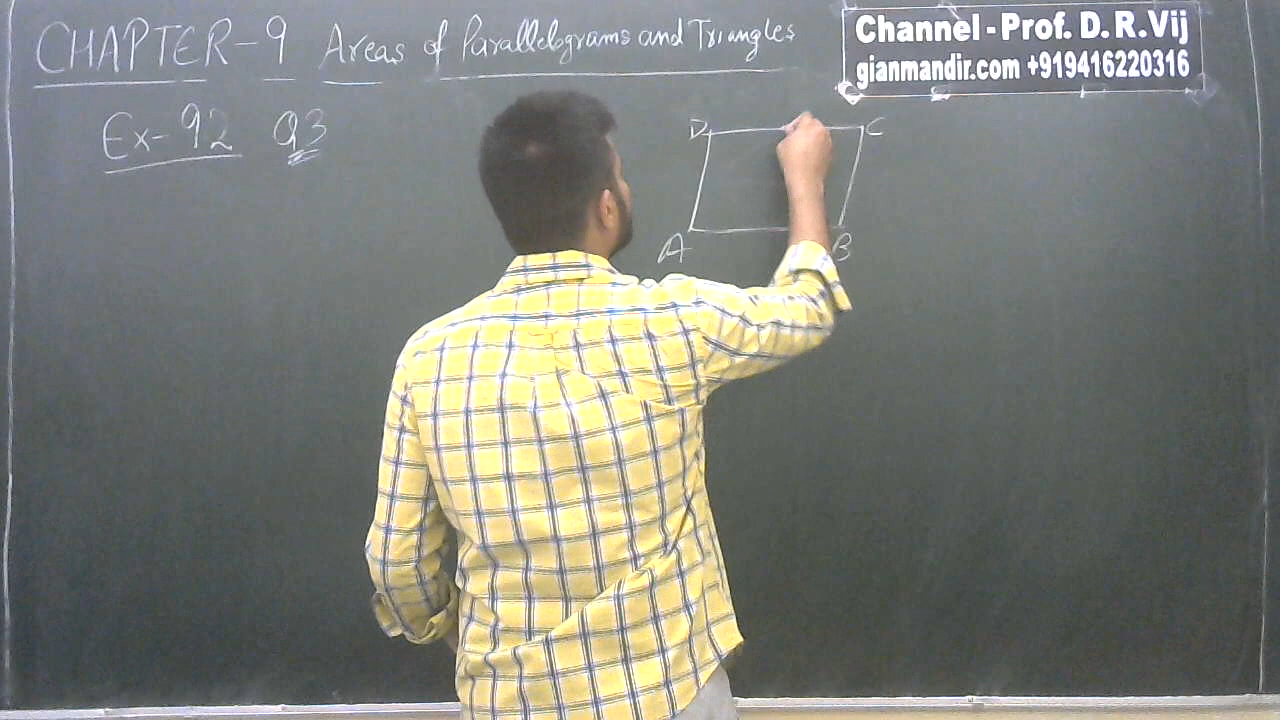 CHAPTER-9 Areas of Parallelograms and Triangles
Channel - Prof. D. R. Vij
gianmandir.com +919416220316
Ex-9.2 Q3
D C
A B